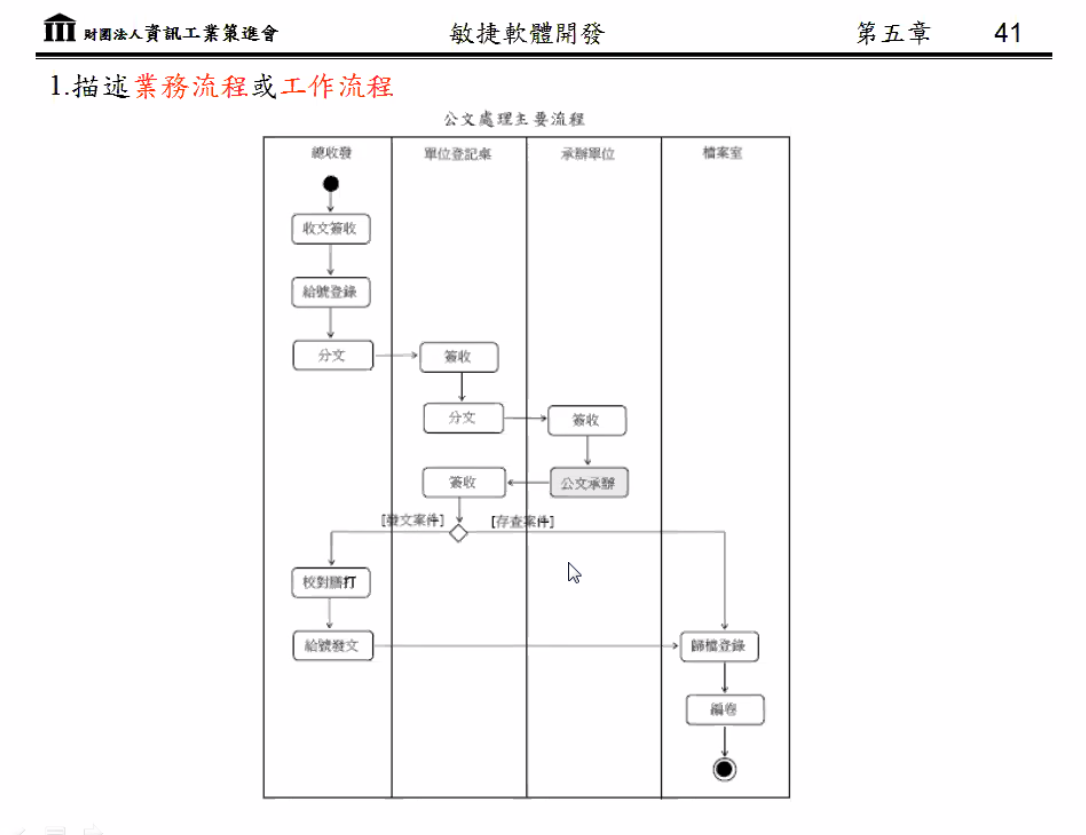 財團法人資訊工業策進會 敏捷軟體開發 第五章 41
1.描述業務流程或工作流程
公文處理主要流程
總收發 單位登記桌 承辦單位 檔案室
收文簽收
給號登錄
分文 簽收
分文 簽收
簽收 公文承辦
[發文案件] [存查案件]
校對謄打
給號發文 歸檔登錄
編卷